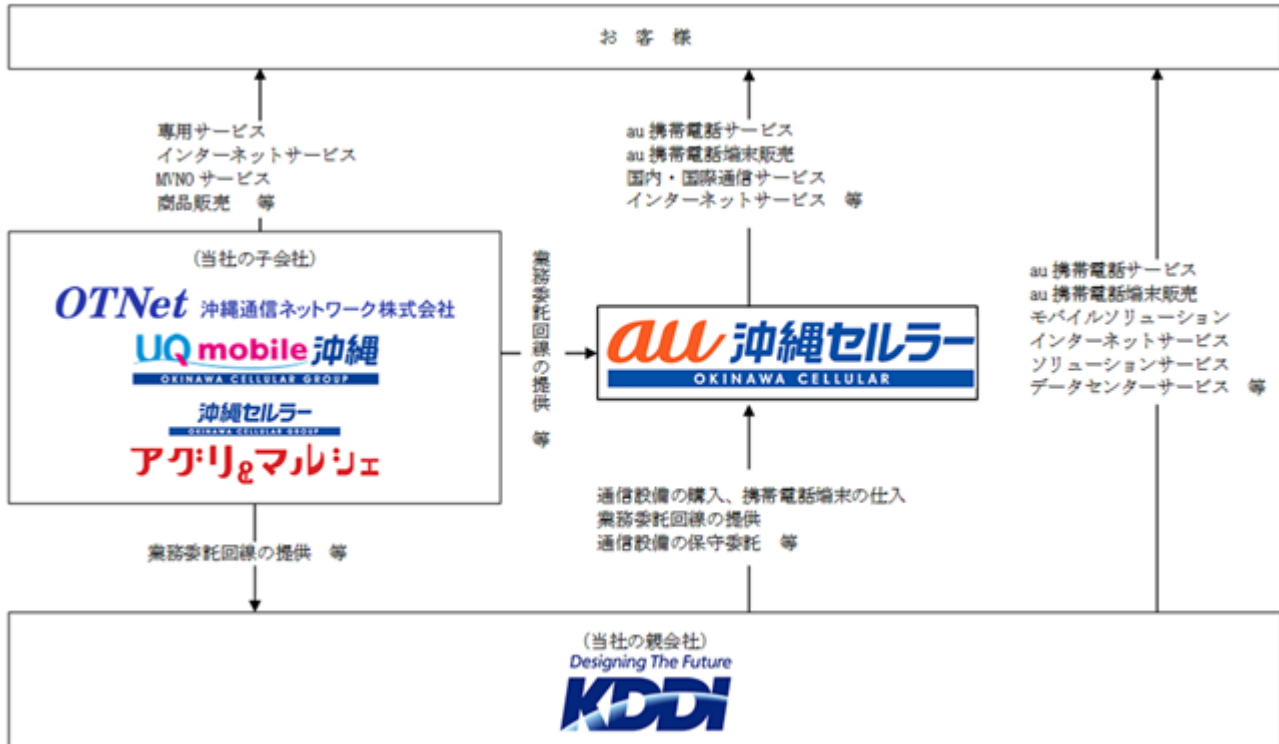 お 客 様
専用サービス
インターネットサービス
MVNOサービス
商品販売 等
au 携帯電話サービス
au 携帯電話端末販売
国内・国際通信サービス
インターネットサービス 等
au 携帯電話サービス
au 携帯電話端末販売
モバイルソリューション
インターネットサービス
ソリューションサービス
データセンターサービス 等
(当社の子会社)
OTNet 沖縄通信ネットワーク株式会社
UQ mobile 沖縄
OKINAWA CELLULAR GROUP
沖縄セルラー
OKINAWA CELLULAR GROUP
アグリ&マルシェ
業務委託回線の提供 等
au 沖縄セルラー
OKINAWA CELLULAR
業務委託回線の提供 等
通信設備の購入、携帯電話端末の仕入
業務委託回線の提供
通信設備の保守委託 等
(当社の親会社)
Designing The Future
KDDI